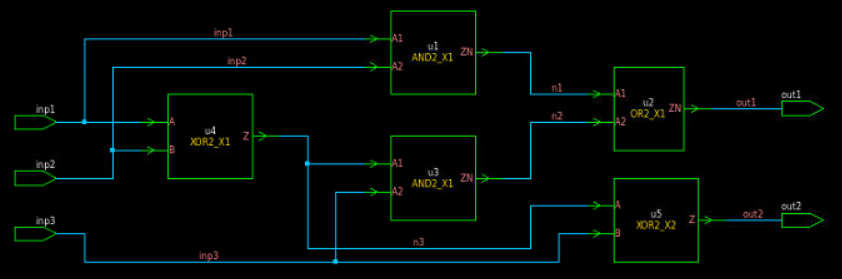 inp1
inp2
inp1
inp2
inp3
A
B
u4
XOR2_X1
Z
A1
A2
u1
AND2_X1
ZN
A1
A2
u3
AND2_X1
ZN
n1
n2
n3
inp3
A1
A2
u2
OR2_X1
ZN
A
B
u5
XOR2_X2
Z
out1
out1
out2
out2